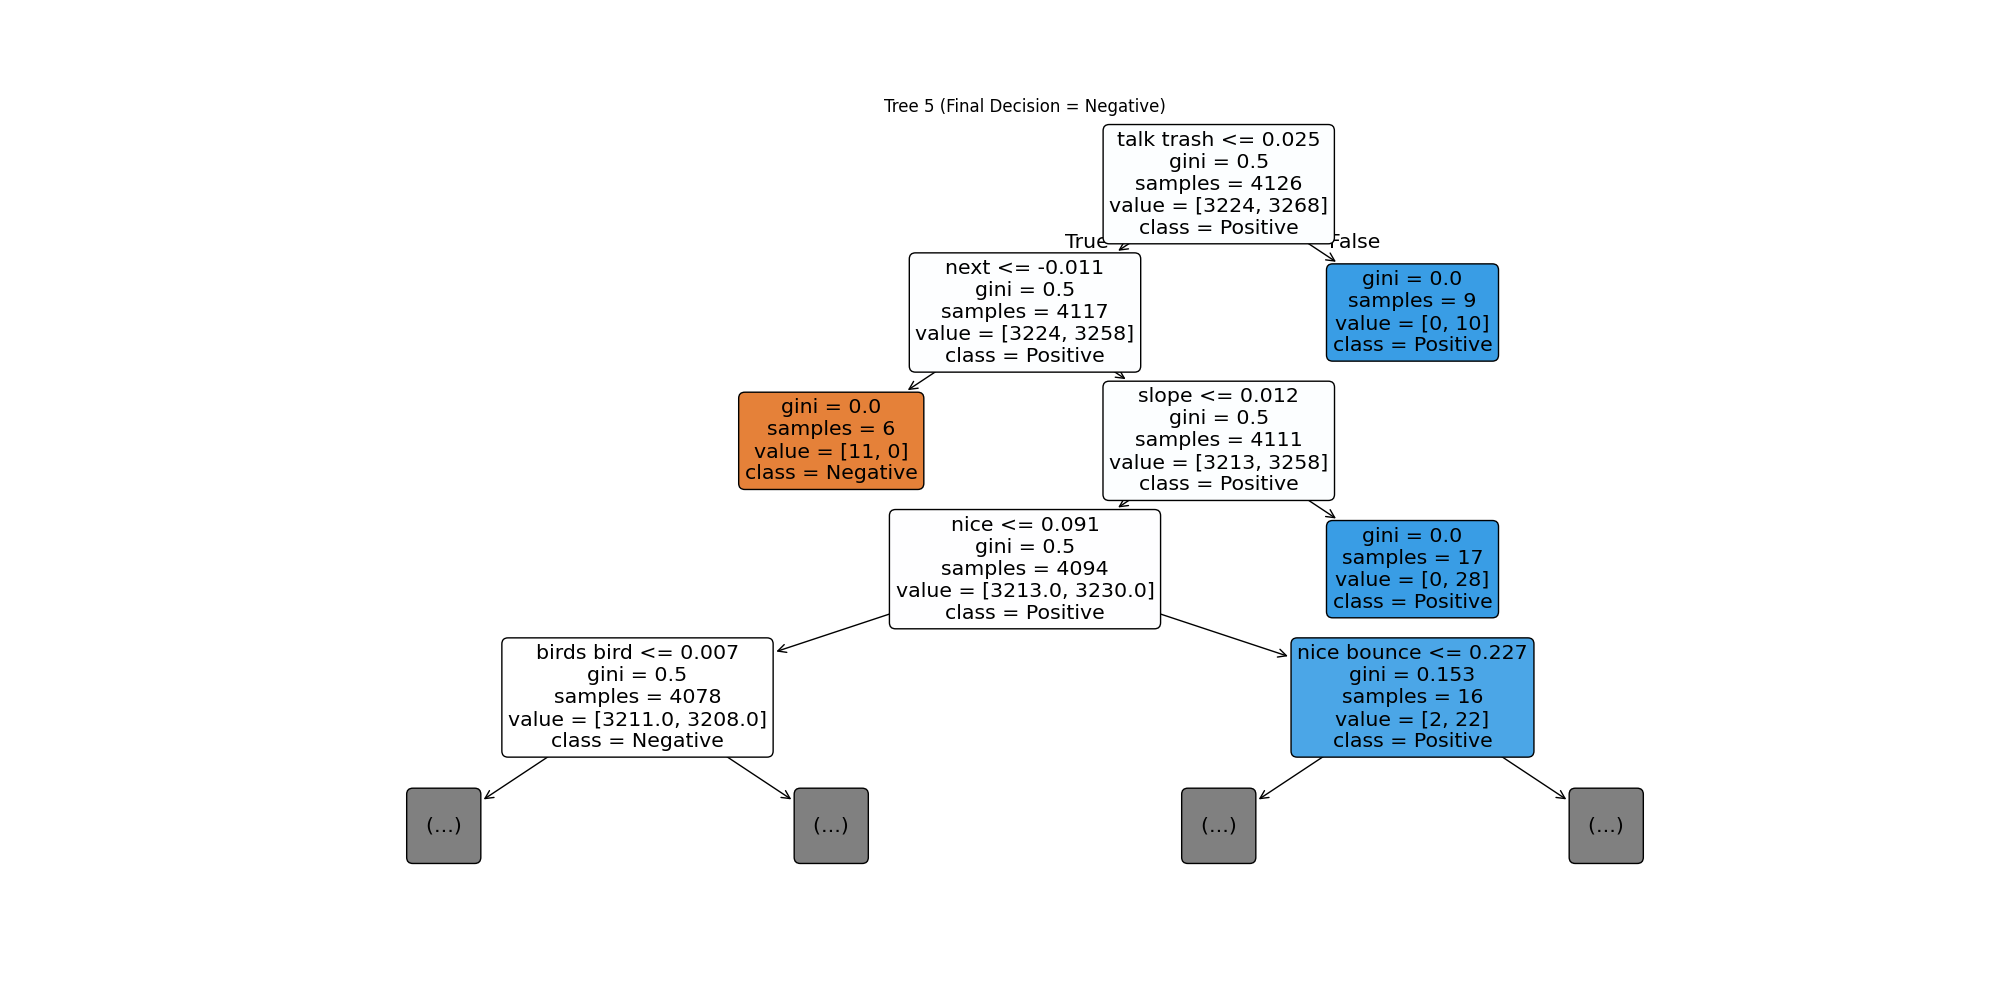 Tree 5 (Final Decision = Negative)
talk trash <= 0.025
gini = 0.5
samples = 4126
value = [3224, 3268]
class = Positive
True
False
next <= -0.011
gini = 0.5
samples = 4117
value = [3224, 3258]
class = Positive
gini = 0.0
samples = 9
value = [0, 10]
class = Positive
gini = 0.0
samples = 6
value = [11, 0]
class = Negative
slope <= 0.012
gini = 0.5
samples = 4111
value = [3213, 3258]
class = Positive
nice <= 0.091
gini = 0.5
samples = 4094
value = [3213.0, 3230.0]
class = Positive
gini = 0.0
samples = 17
value = [0, 28]
class = Positive
birds bird <= 0.007
gini = 0.5
samples = 4078
value = [3211.0, 3208.0]
class = Negative
nice bounce <= 0.227
gini = 0.153
samples = 16
value = [2, 22]
class = Positive
(...)
(...)
(...)
(...)